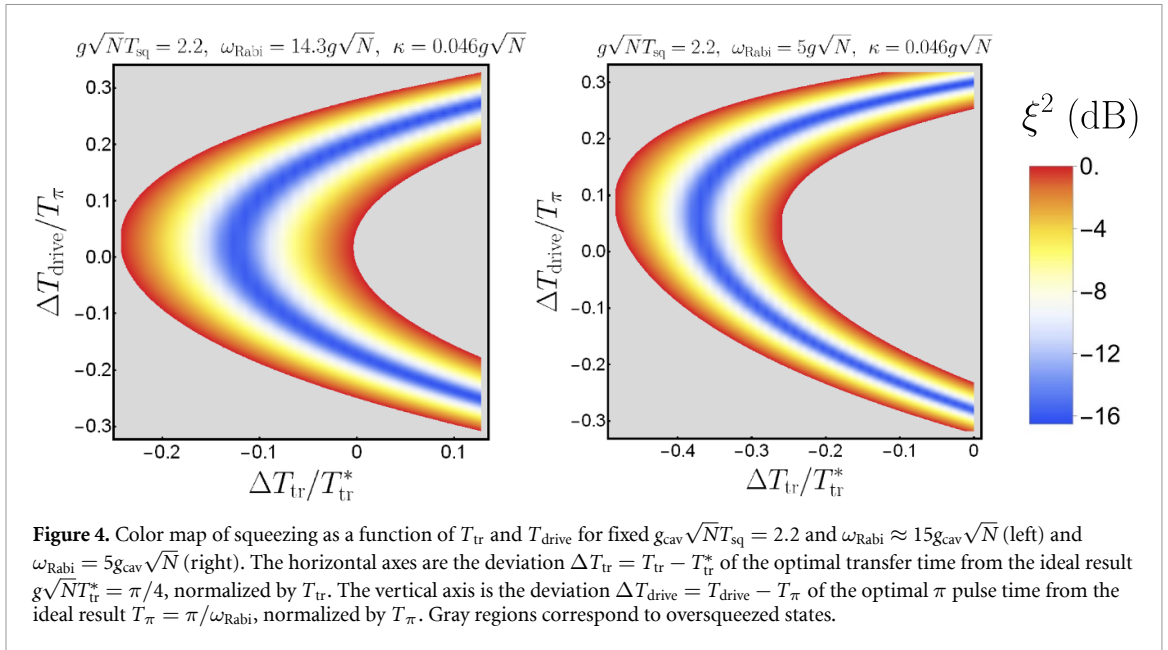 g√N T_sq = 2.2, ω_Rabi = 14.3g√N, κ = 0.046g√N
g√N T_sq = 2.2, ω_Rabi = 5g√N, κ = 0.046g√N
ΔT_drive/T_π
0.3
0.2
0.1
0.0
−0.1
−0.2
−0.3
−0.2 −0.1 0 0.1
ΔT_tr/T*_tr
ΔT_drive/T_π
0.3
0.2
0.1
0.0
−0.1
−0.2
−0.3
−0.4 −0.3 −0.2 −0.1 0
ΔT_tr/T*_tr
ξ² (dB)
0.
−4
−8
−12
−16
Figure 4. Color map of squeezing as a function of T_tr and T_drive for fixed g_cav√N T_sq = 2.2 and ω_Rabi ≈ 15g_cav√N (left) and
ω_Rabi = 5g_cav√N (right). The horizontal axes are the deviation ΔT_tr = T_tr − T*_tr of the optimal transfer time from the ideal result
g√N T*_tr = π/4, normalized by T_tr. The vertical axis is the deviation ΔT_drive = T_drive − T_π of the optimal π pulse time from the
ideal result T_π = π/ω_Rabi, normalized by T_π. Gray regions correspond to oversqueezed states.